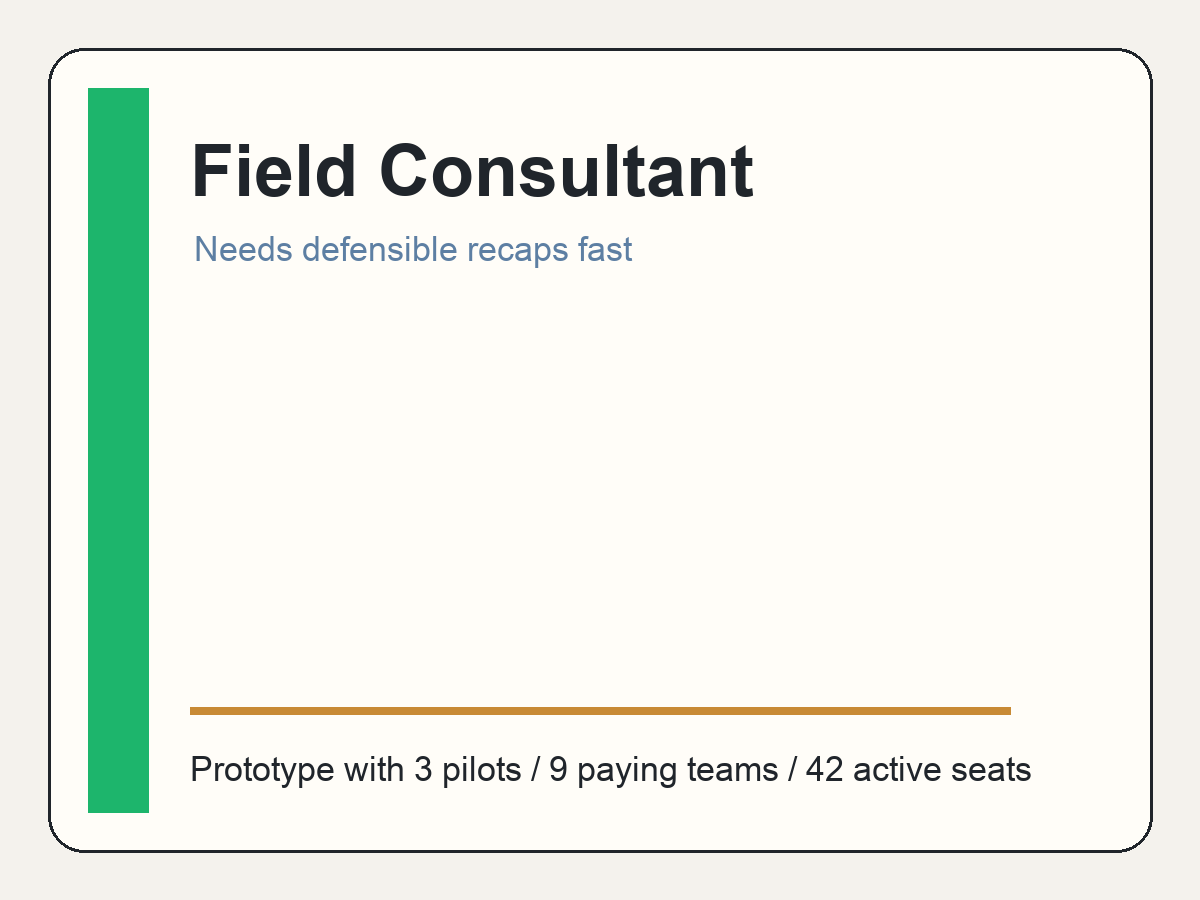 Field Consultant
Needs defensible recaps fast
Prototype with 3 pilots / 9 paying teams / 42 active seats